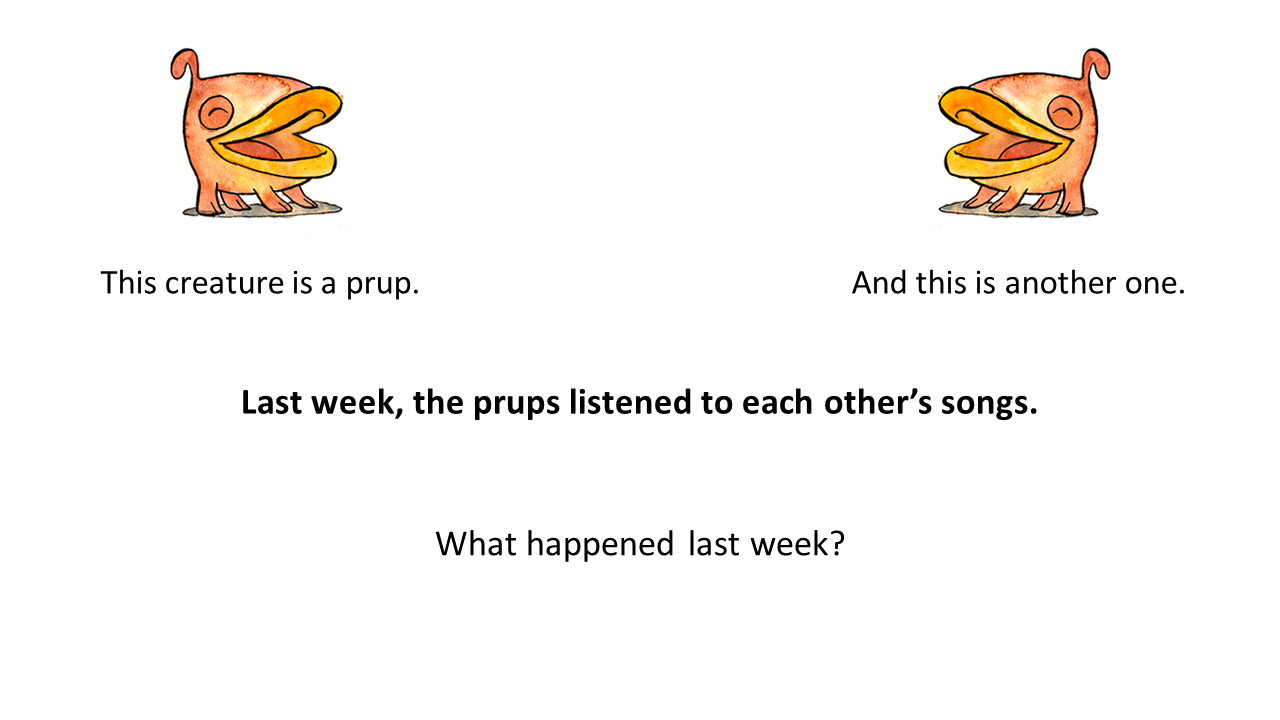 This creature is a prup.
And this is another one.
Last week, the prups listened to each other’s songs.
What happened last week?